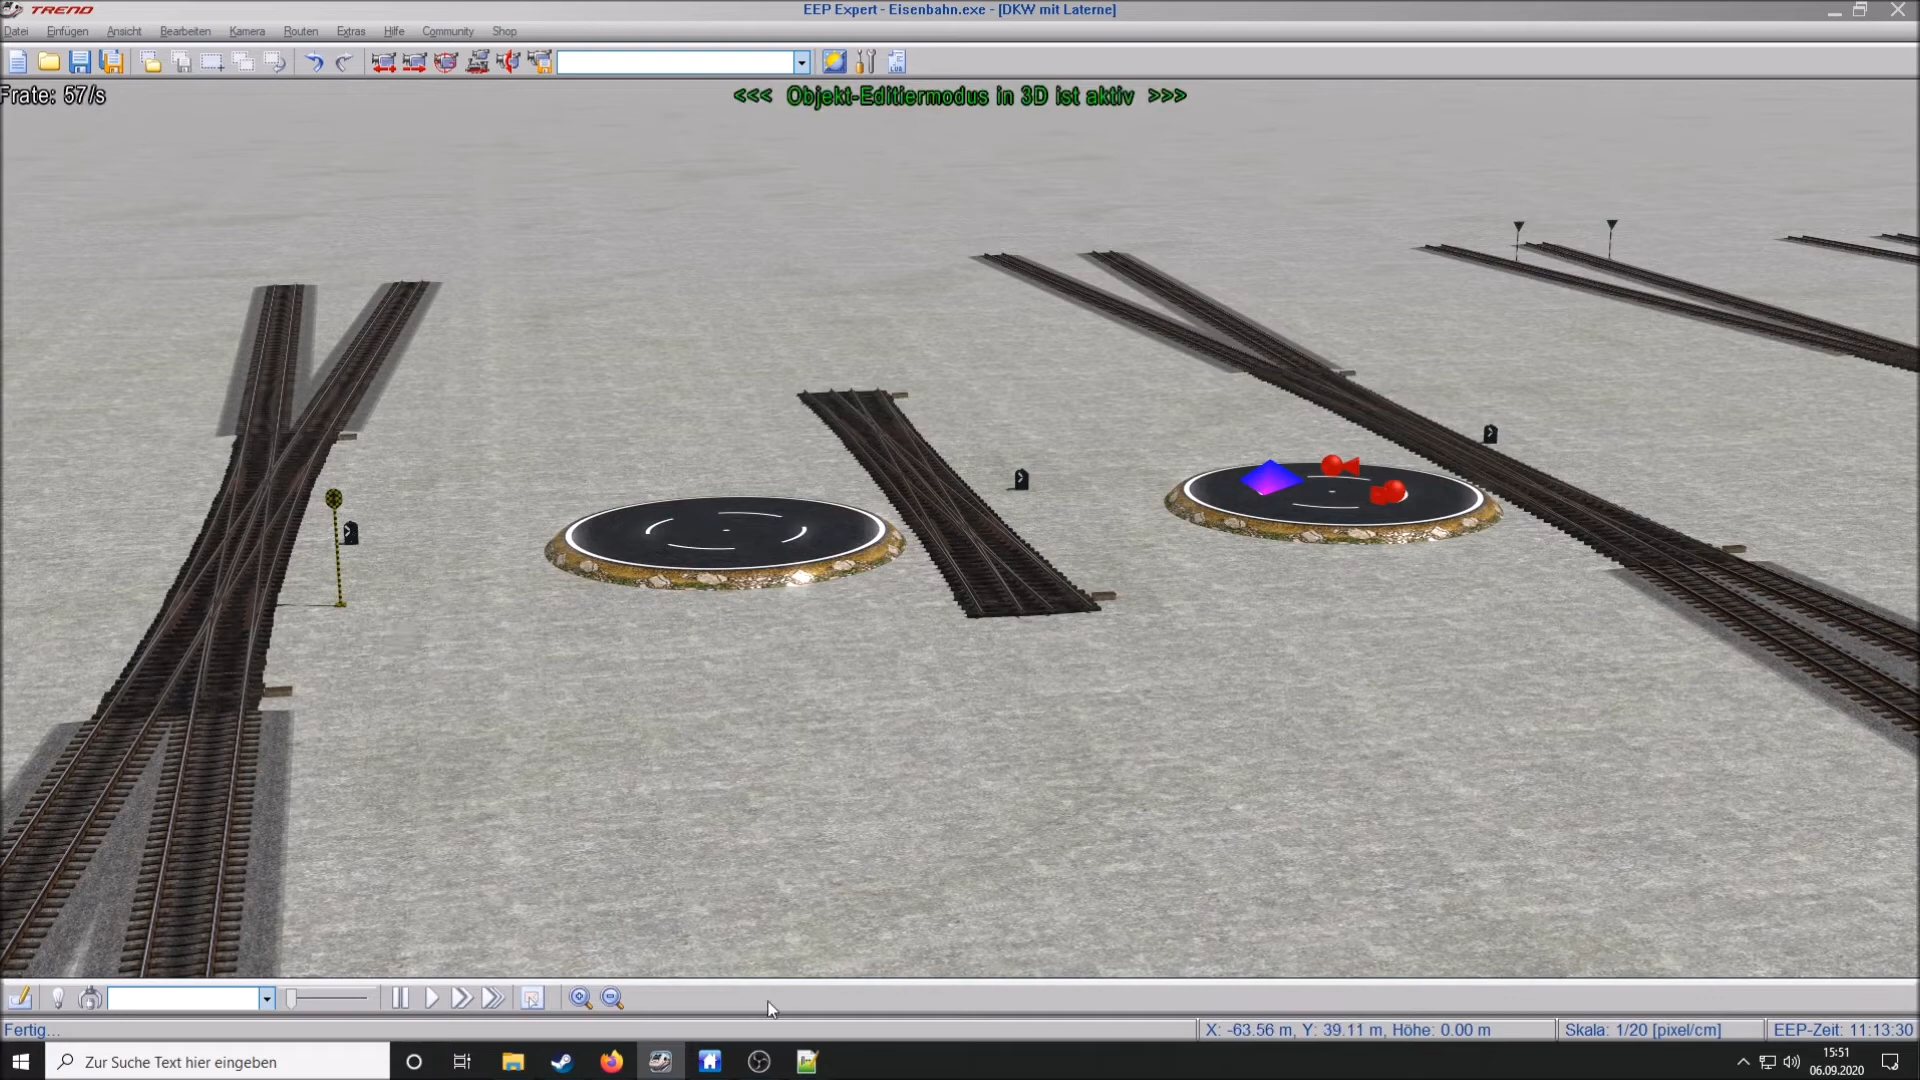 TREND
EEP Expert - Eisenbahn.exe - [DKW mit Laterne]
Datei Einfügen Ansicht Bearbeiten Kamera Routen Extras Hilfe Community Shop
LUA
Frate: 57/s
<<< Objekt-Editiermodus in 3D ist aktiv >>>
Fertig...
X: -63.56 m, Y: 39.11 m, Höhe: 0.00 m
Skala: 1/20 [pixel/cm]
EEP-Zeit: 11:13:30
Zur Suche Text hier eingeben
15:51
06.09.2020